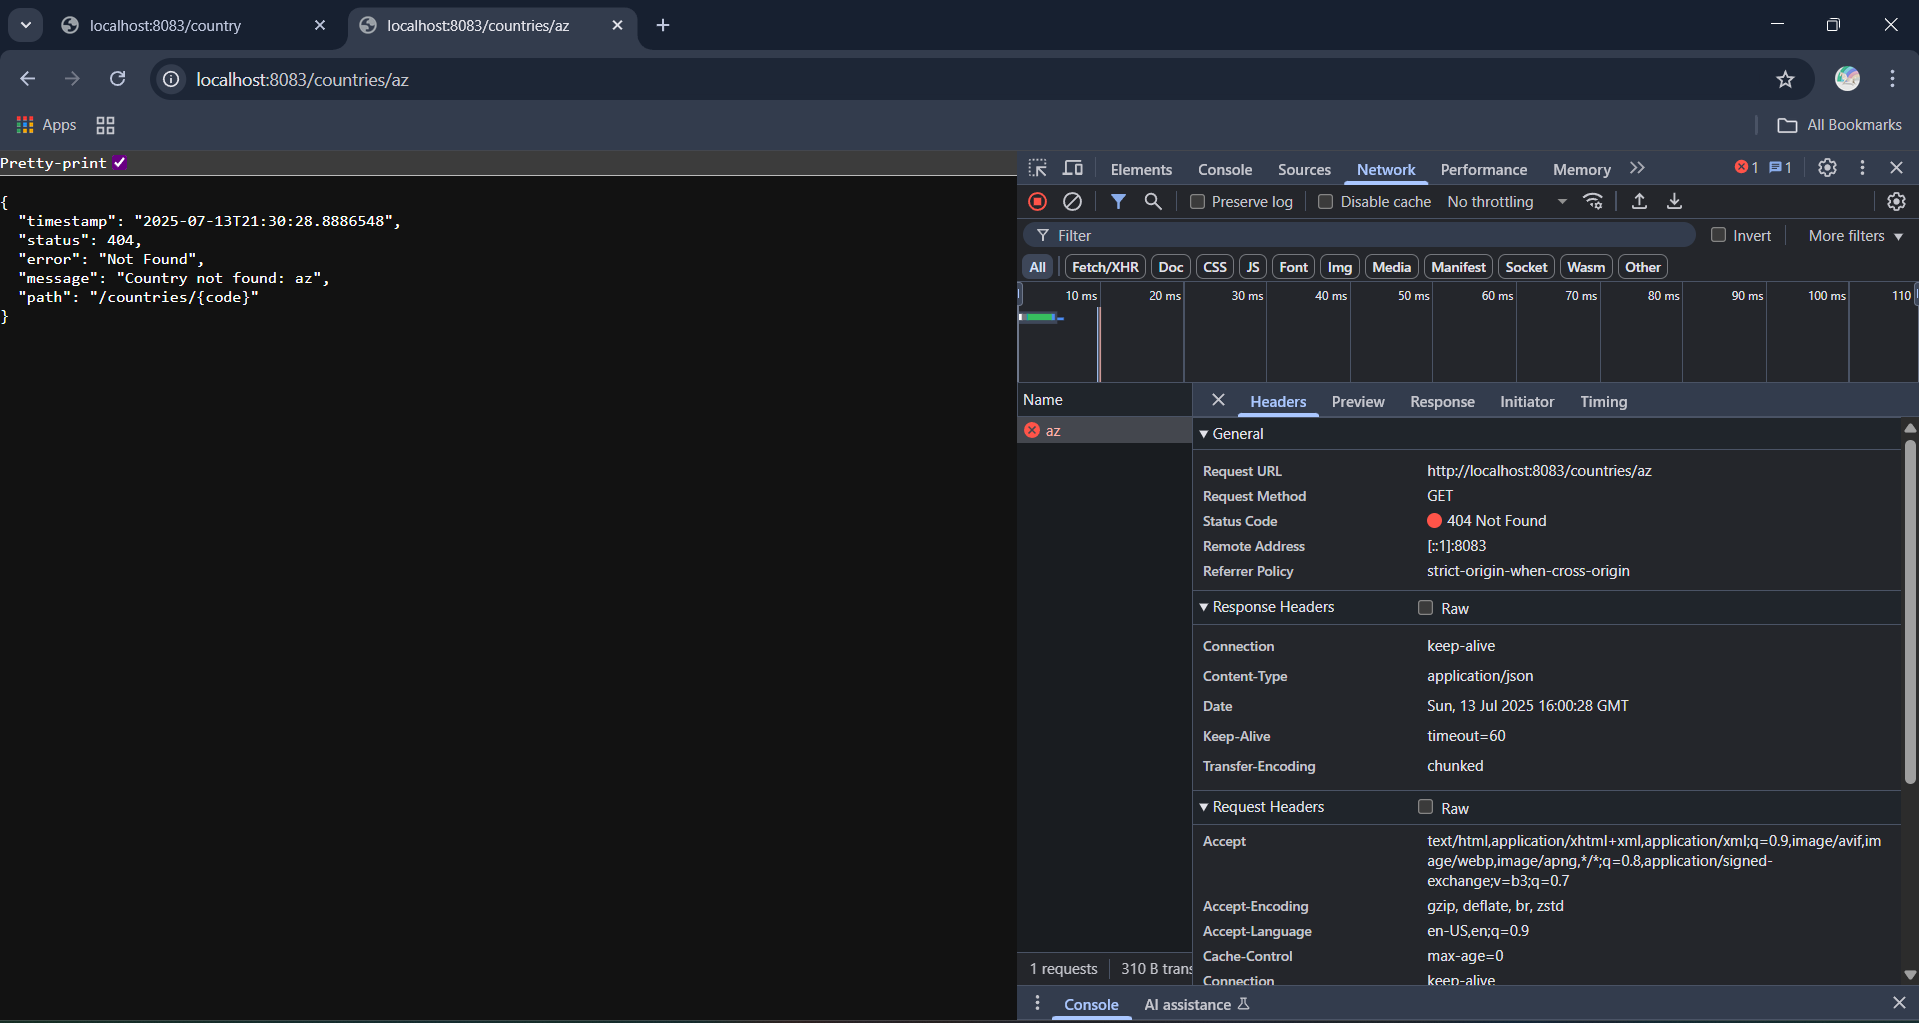 localhost:8083/country
localhost:8083/countries/az
localhost:8083/countries/az
Apps
All Bookmarks
Pretty-print
{
"timestamp": "2025-07-13T21:30:28.8886548",
"status": 404,
"error": "Not Found",
"message": "Country not found: az",
"path": "/countries/{code}"
}
Elements Console Sources Network Performance Memory 1 1
Preserve log Disable cache No throttling
Filter Invert More filters
All Fetch/XHR Doc CSS JS Font Img Media Manifest Socket Wasm Other
10 ms 20 ms 30 ms 40 ms 50 ms 60 ms 70 ms 80 ms 90 ms 100 ms 110
Name
az
1 requests 310 B trans
Headers Preview Response Initiator Timing
General
Request URL http://localhost:8083/countries/az
Request Method GET
Status Code 404 Not Found
Remote Address [::1]:8083
Referrer Policy strict-origin-when-cross-origin
Response Headers Raw
Connection keep-alive
Content-Type application/json
Date Sun, 13 Jul 2025 16:00:28 GMT
Keep-Alive timeout=60
Transfer-Encoding chunked
Request Headers Raw
Accept text/html,application/xhtml+xml,application/xml;q=0.9,image/avif,im
age/webp,image/apng,*/*;q=0.8,application/signed-
exchange;v=b3;q=0.7
Accept-Encoding gzip, deflate, br, zstd
Accept-Language en-US,en;q=0.9
Cache-Control max-age=0
Connection keep-alive
Console AI assistance